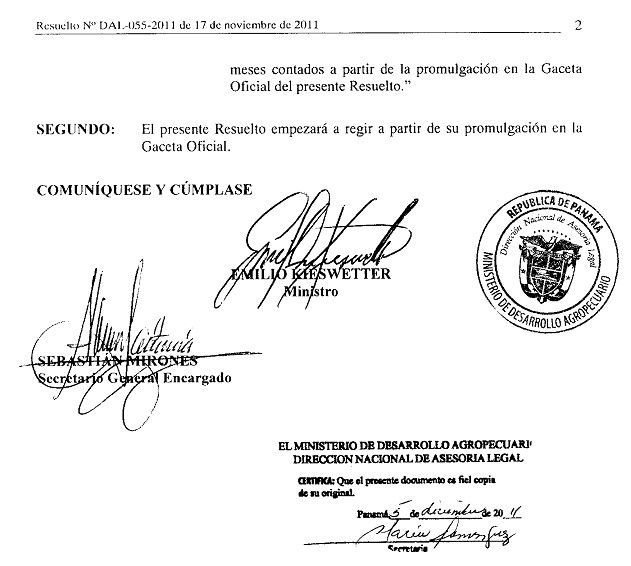 Resuelto Nº DAL-055-2011 de 17 de noviembre de 2011 2
meses contados a partir de la promulgación en la Gaceta
Oficial del presente Resuelto.”
SEGUNDO: El presente Resuelto empezará a regir a partir de su promulgación en la
Gaceta Oficial.
COMUNÍQUESE Y CÚMPLASE
REPUBLICA DE PANAMA
Dirección Nacional de Asesoría Legal
MINISTERIO DE DESARROLLO AGROPECUARIO
EMILIO KIESWETTER
Ministro
SEBASTIAN MIRONES
Secretario General Encargado
EL MINISTERIO DE DESARROLLO AGROPECUARI
DIRECCION NACIONAL DE ASESORIA LEGAL
CERTIFICA: Que el presente documento es fiel copia
de su original.
Panamá, 5 de diciembre de 20 11
Secretaria